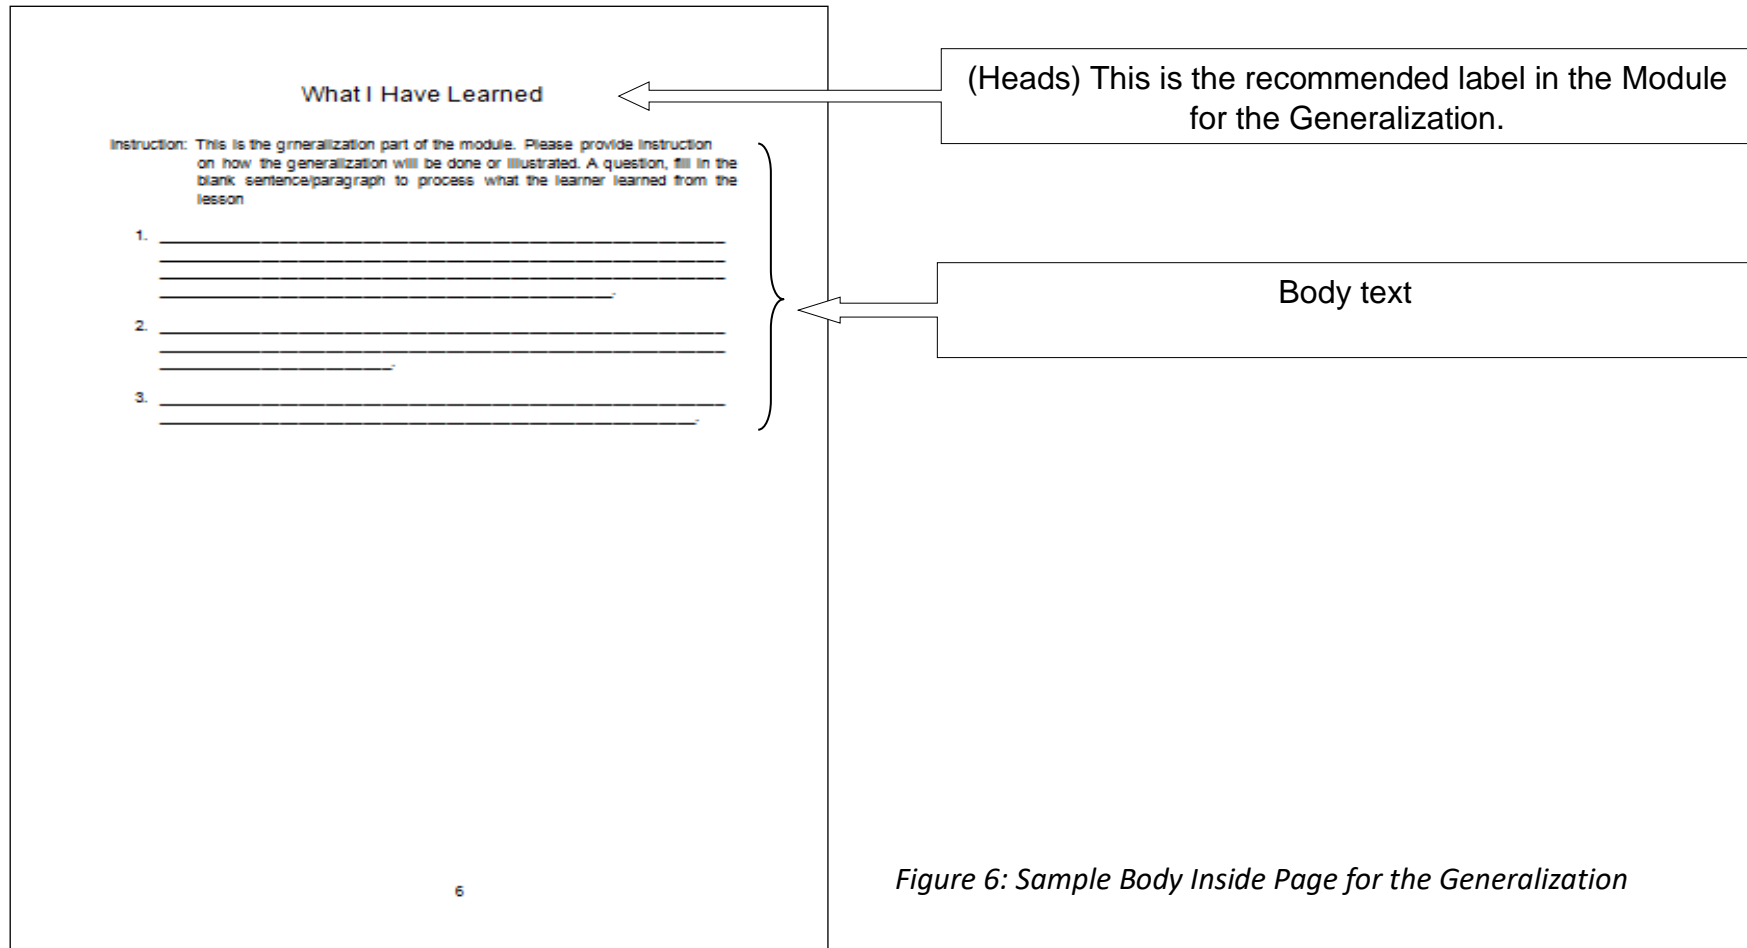 What I Have Learned
Instruction: This is the grneralization part of the module. Please provide instruction
on how the generalization will be done or illustrated. A question, fill in the
blank sentence/paragraph to process what the learner learned from the
lesson
1.
2.
3.
6
(Heads) This is the recommended label in the Module
for the Generalization.
Body text
Figure 6: Sample Body Inside Page for the Generalization